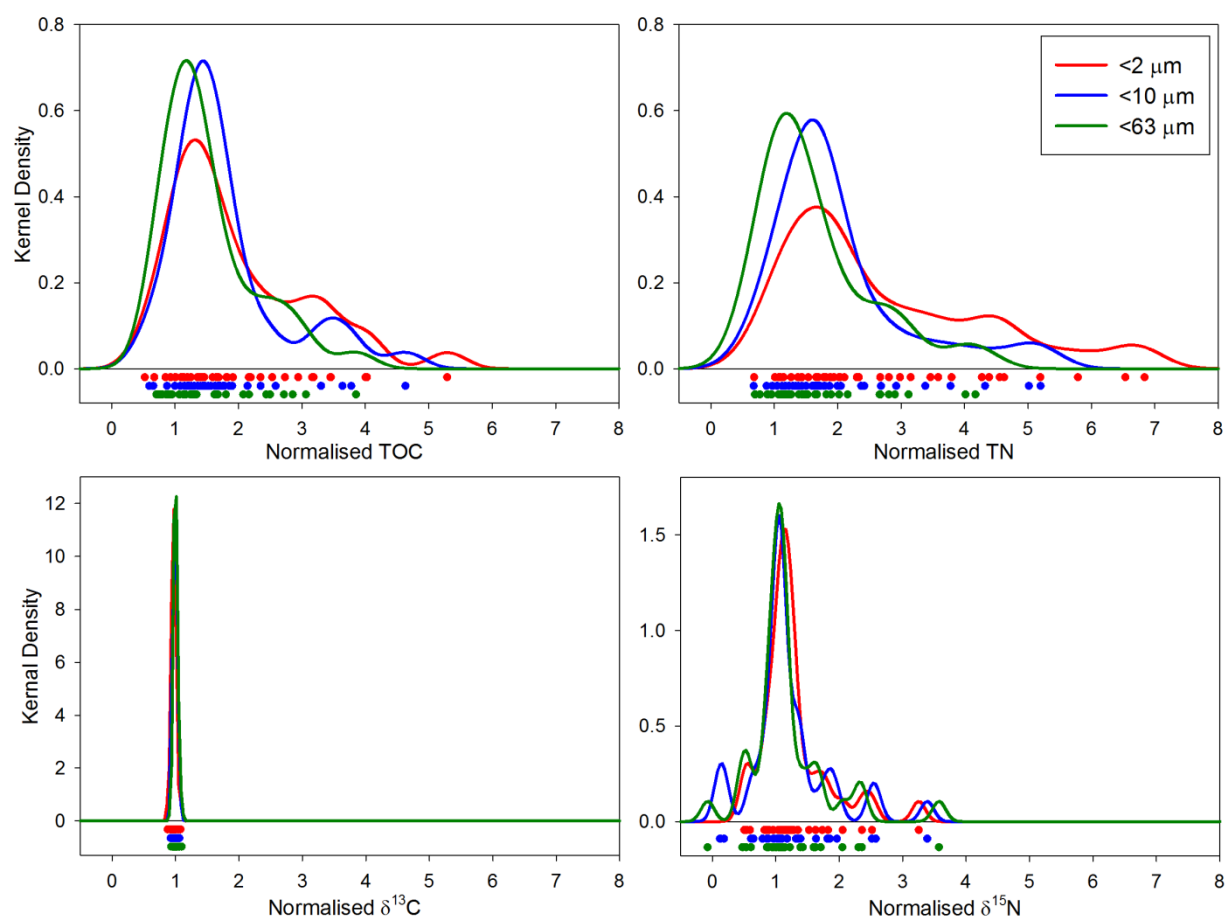 0.8
0.6
0.4
0.2
0.0
Kernel Density
0 1 2 3 4 5 6 7 8
Normalised TOC
0.8
0.6
0.4
0.2
0.0
<2 μm
<10 μm
<63 μm
0 1 2 3 4 5 6 7 8
Normalised TN
12
10
8
6
4
2
0
Kernal Density
0 1 2 3 4 5 6 7 8
Normalised δ¹³C
1.5
1.0
0.5
0.0
0 1 2 3 4 5 6 7 8
Normalised δ¹⁵N